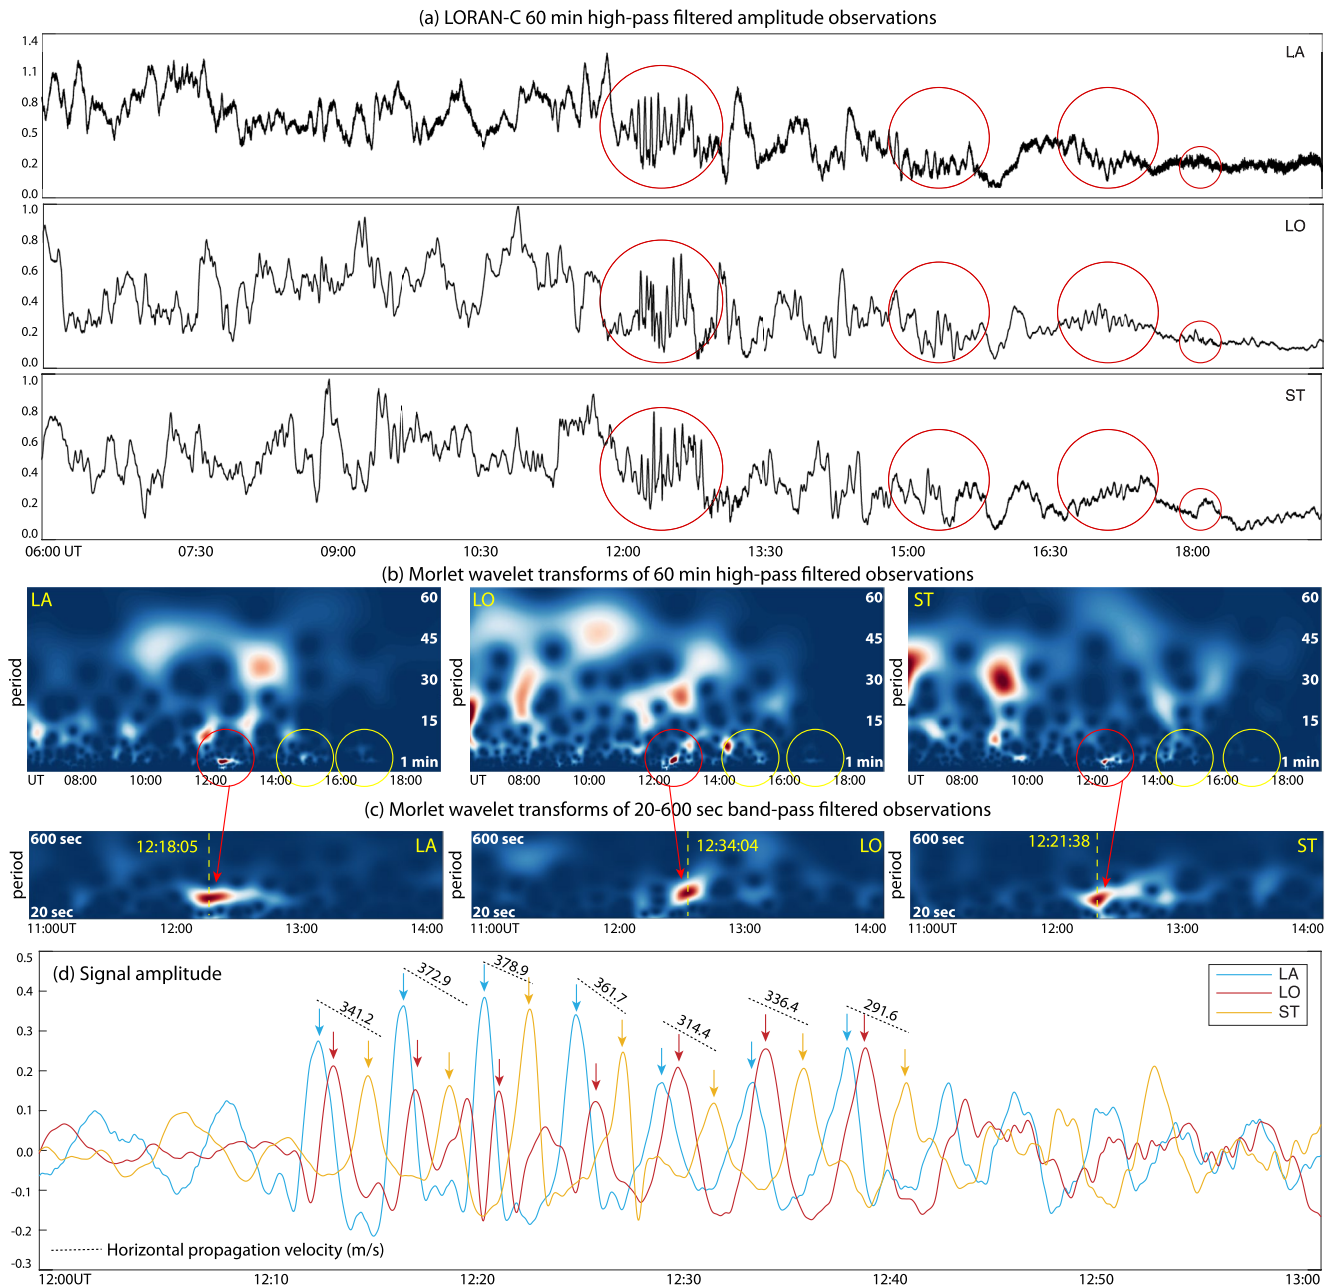 (a) LORAN-C 60 min high-pass filtered amplitude observations
1.4
1.1
0.8
0.5
0.2
0.0
LA
1.0
0.8
0.6
0.4
0.2
0.0
LO
1.0
0.8
0.6
0.4
0.2
0.0
ST
06:00 UT 07:30 09:00 10:30 12:00 13:30 15:00 16:30 18:00
(b) Morlet wavelet transforms of 60 min high-pass filtered observations
LA
period
60
45
30
15
1 min
UT 08:00 10:00 12:00 14:00 16:00 18:00
LO
period
60
45
30
15
1 min
UT 08:00 10:00 12:00 14:00 16:00 18:00
ST
period
60
45
30
15
1 min
UT 08:00 10:00 12:00 14:00 16:00 18:00
(c) Morlet wavelet transforms of 20-600 sec band-pass filtered observations
period
600 sec
12:18:05
LA
20 sec
11:00UT 12:00 13:00 14:00
period
600 sec
12:34:04
LO
20 sec
11:00UT 12:00 13:00 14:00
period
600 sec
12:21:38
ST
20 sec
11:00UT 12:00 13:00 14:00
(d) Signal amplitude
0.5
0.4
0.3
0.2
0.1
0.0
-0.1
-0.2
-0.3
341.2
372.9
378.9
361.7
314.4
336.4
291.6
LA
LO
ST
Horizontal propagation velocity (m/s)
12:00UT 12:10 12:20 12:30 12:40 12:50 13:00